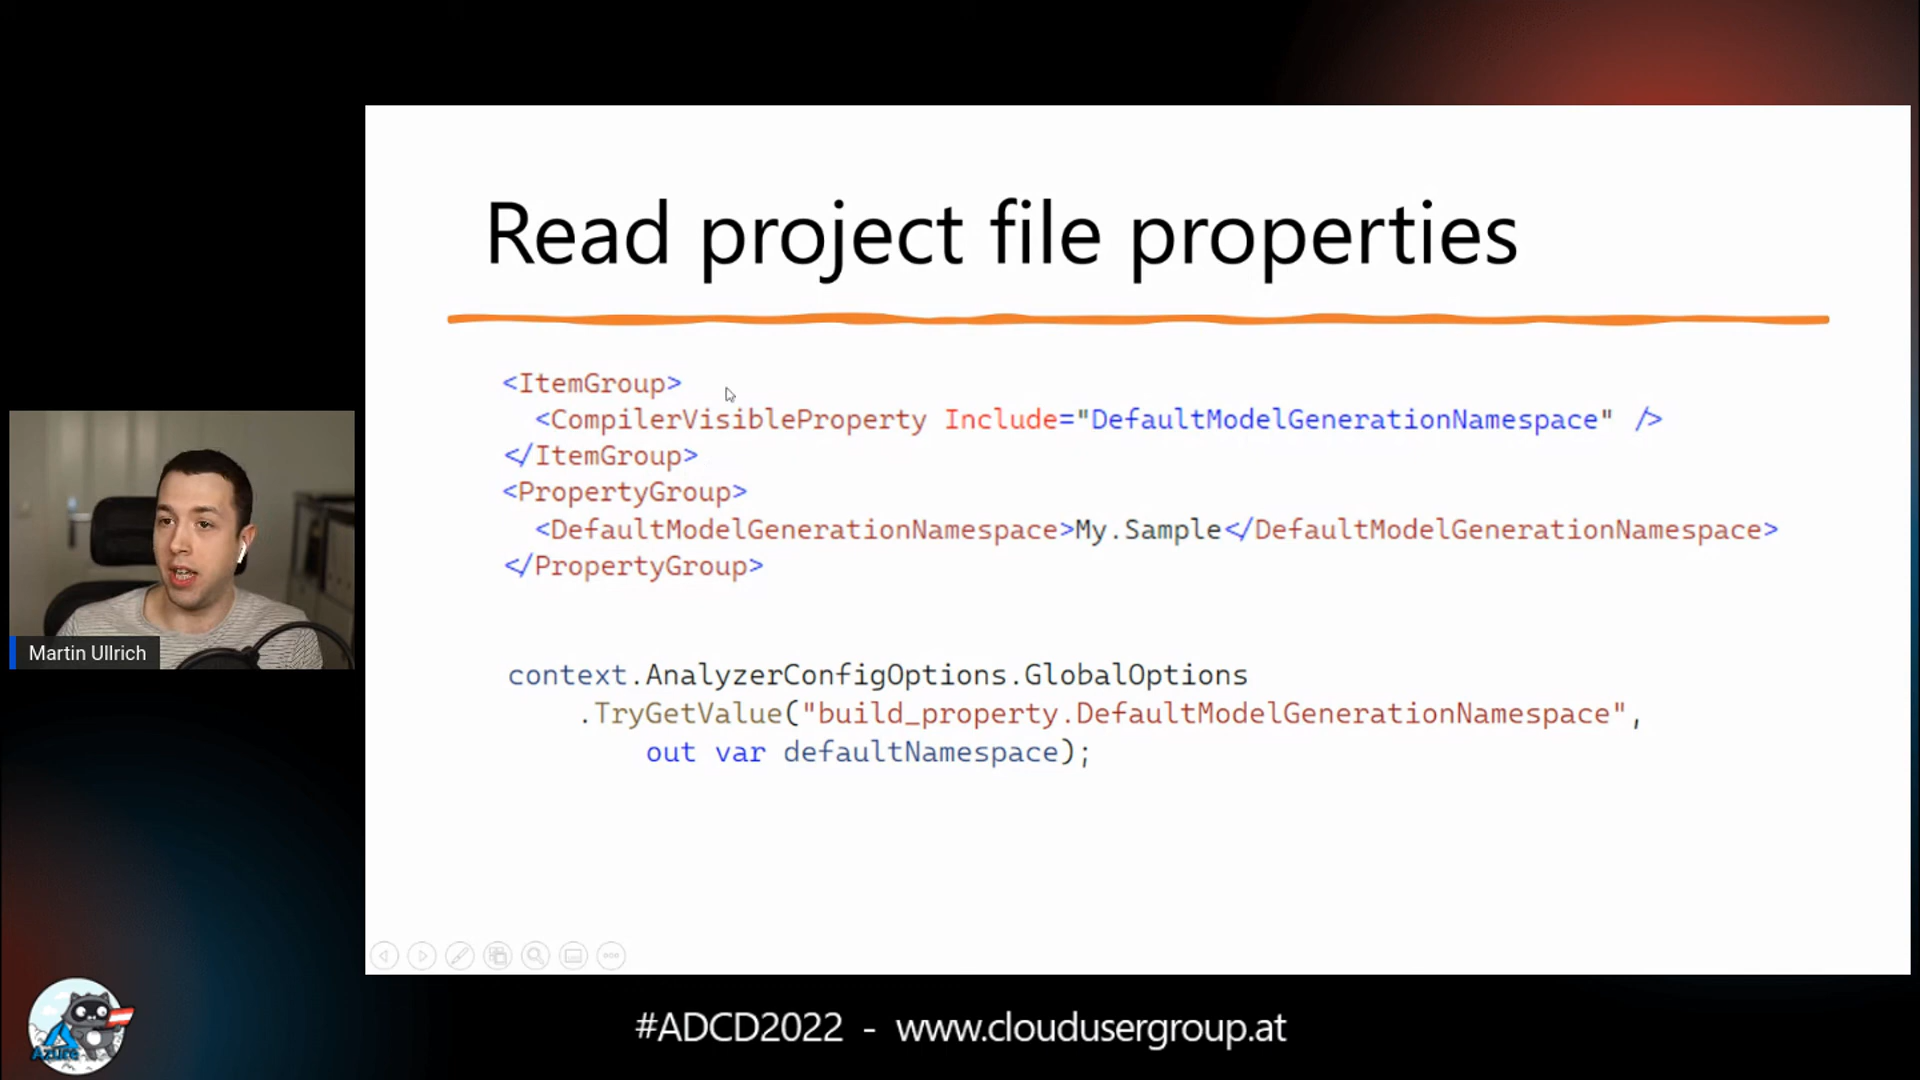 Read project file properties
<ItemGroup>
<CompilerVisibleProperty Include="DefaultModelGenerationNamespace" />
</ItemGroup>
<PropertyGroup>
<DefaultModelGenerationNamespace>My.Sample</DefaultModelGenerationNamespace>
</PropertyGroup>
context.AnalyzerConfigOptions.GlobalOptions
.TryGetValue("build_property.DefaultModelGenerationNamespace",
out var defaultNamespace);
Martin Ullrich
Azure
#ADCD2022 - www.cloudusergroup.at